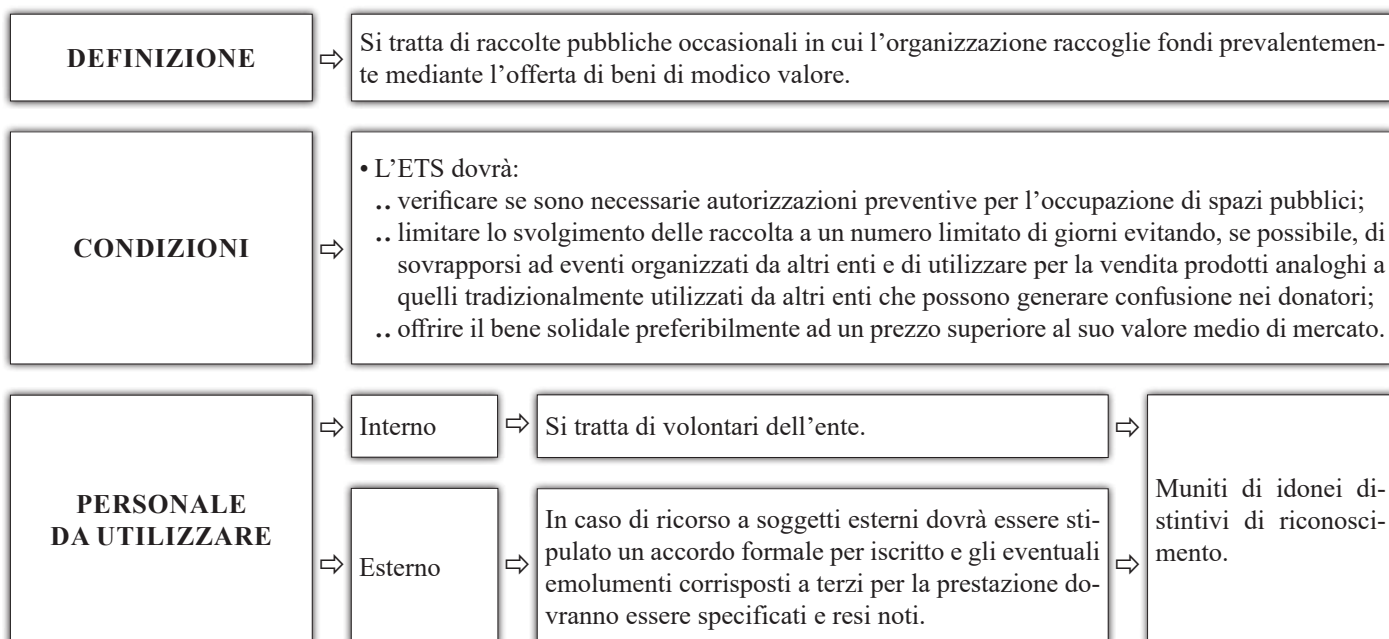 DEFINIZIONE
Si tratta di raccolte pubbliche occasionali in cui l’organizzazione raccoglie fondi prevalentemen-
te mediante l’offerta di beni di modico valore.
CONDIZIONI
• L’ETS dovrà:
.. verificare se sono necessarie autorizzazioni preventive per l’occupazione di spazi pubblici;
.. limitare lo svolgimento delle raccolta a un numero limitato di giorni evitando, se possibile, di
sovrapporsi ad eventi organizzati da altri enti e di utilizzare per la vendita prodotti analoghi a
quelli tradizionalmente utilizzati da altri enti che possono generare confusione nei donatori;
.. offrire il bene solidale preferibilmente ad un prezzo superiore al suo valore medio di mercato.
PERSONALE
DA UTILIZZARE
Interno
Si tratta di volontari dell’ente.
Esterno
In caso di ricorso a soggetti esterni dovrà essere sti-
pulato un accordo formale per iscritto e gli eventuali
emolumenti corrisposti a terzi per la prestazione do-
vranno essere specificati e resi noti.
Muniti di idonei di-
stintivi di riconosci-
mento.